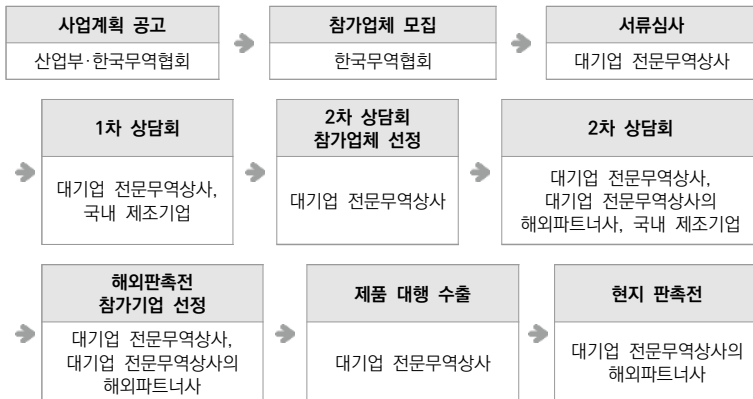 사업계획 공고
산업부·한국무역협회
참가업체 모집
한국무역협회
서류심사
대기업 전문무역상사
1차 상담회
대기업 전문무역상사,
국내 제조기업
2차 상담회
참가업체 선정
대기업 전문무역상사
2차 상담회
대기업 전문무역상사,
대기업 전문무역상사의
해외파트너사, 국내 제조기업
해외판촉전
참가기업 선정
대기업 전문무역상사,
대기업 전문무역상사의
해외파트너사
제품 대행 수출
대기업 전문무역상사
현지 판촉전
대기업 전문무역상사의
해외파트너사